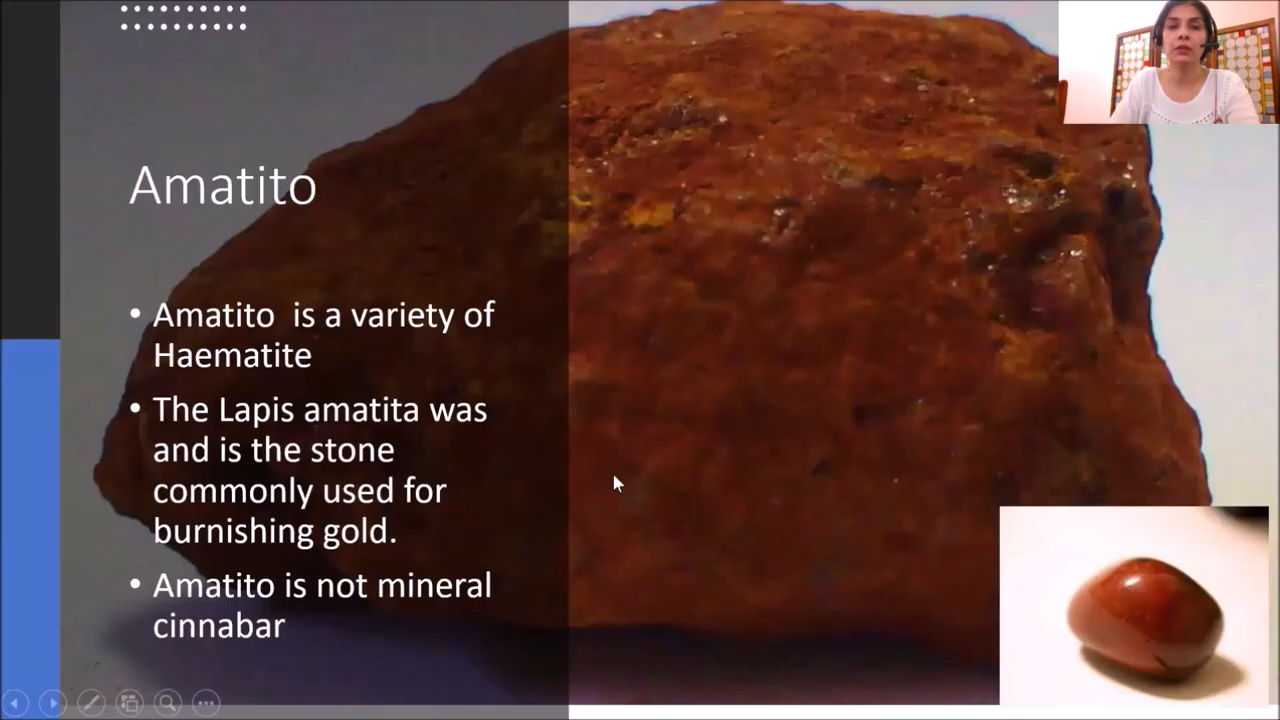 Amatito
• Amatito  is a variety of
Haematite
• The Lapis amatita was
and is the stone
commonly used for
burnishing gold.
• Amatito is not mineral
cinnabar